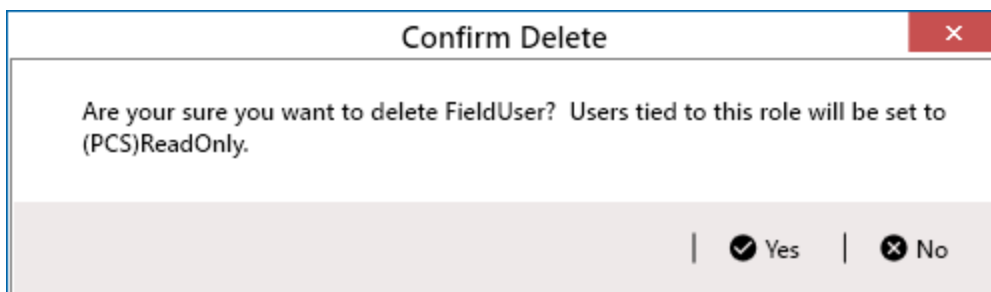 Confirm Delete
Are your sure you want to delete FieldUser?  Users tied to this role will be set to
(PCS)ReadOnly.
Yes
No